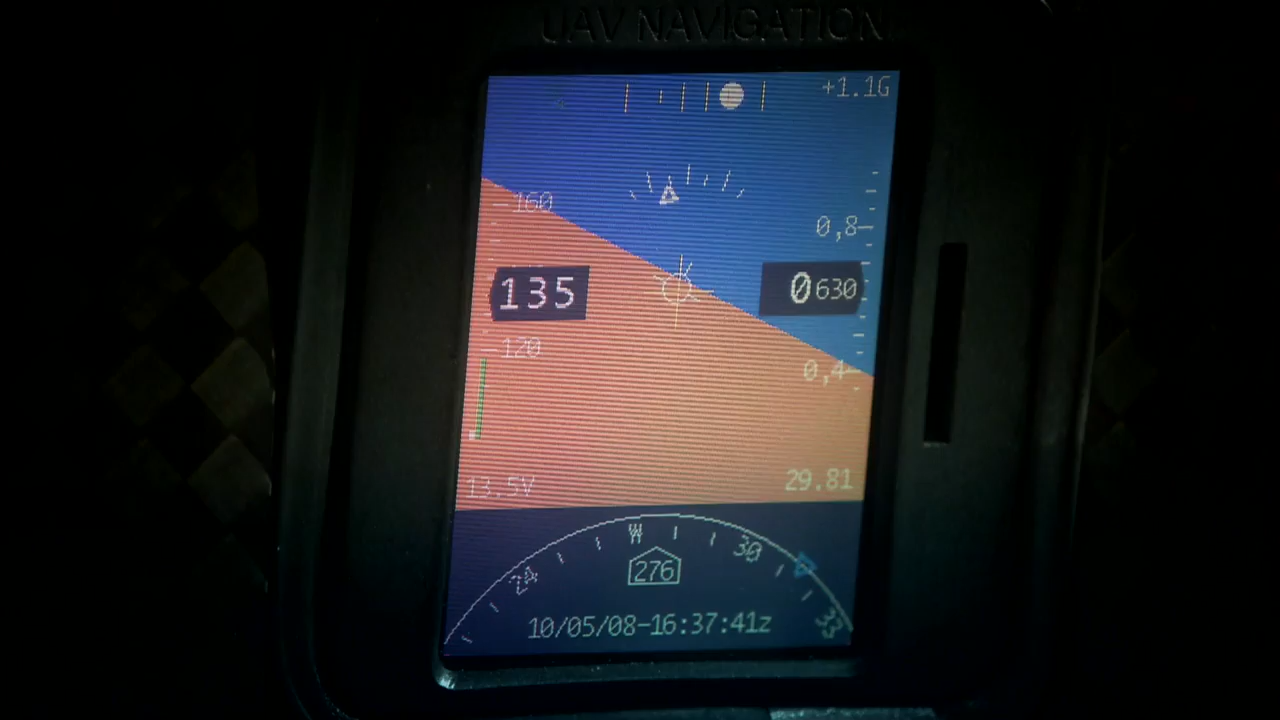 UAV NAVIGATION
+1.1G
160
0,8
135
0630
120
0,4
13.5V
29.81
W
30
24
276
33
10/05/08-16:37:41z